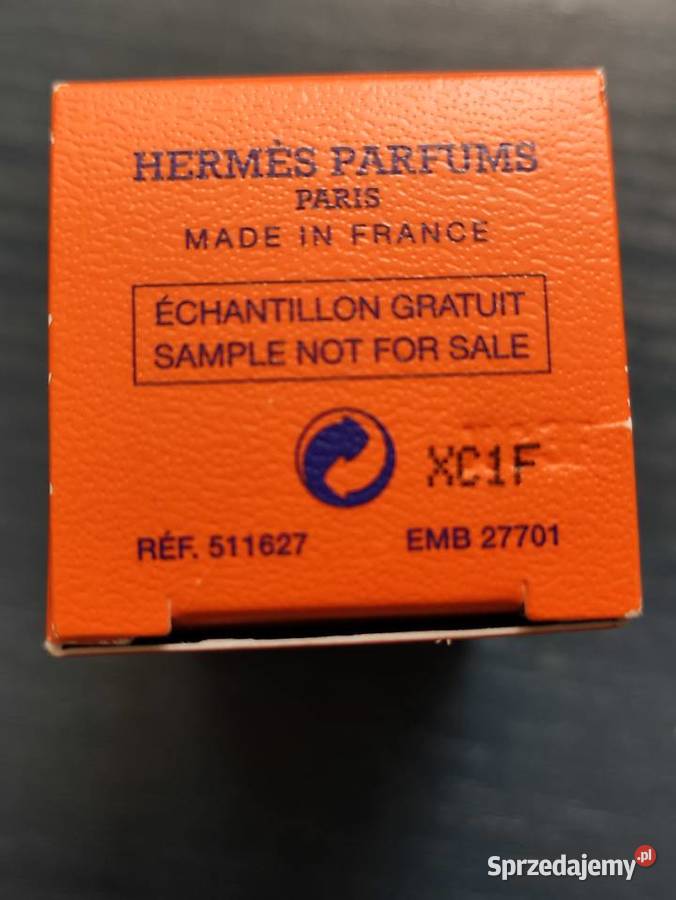 HERMÈS PARFUMS
PARIS
MADE IN FRANCE
ÉCHANTILLON GRATUIT
SAMPLE NOT FOR SALE
XC1F
RÉF. 511627 EMB 27701
Sprzedajemy.pl